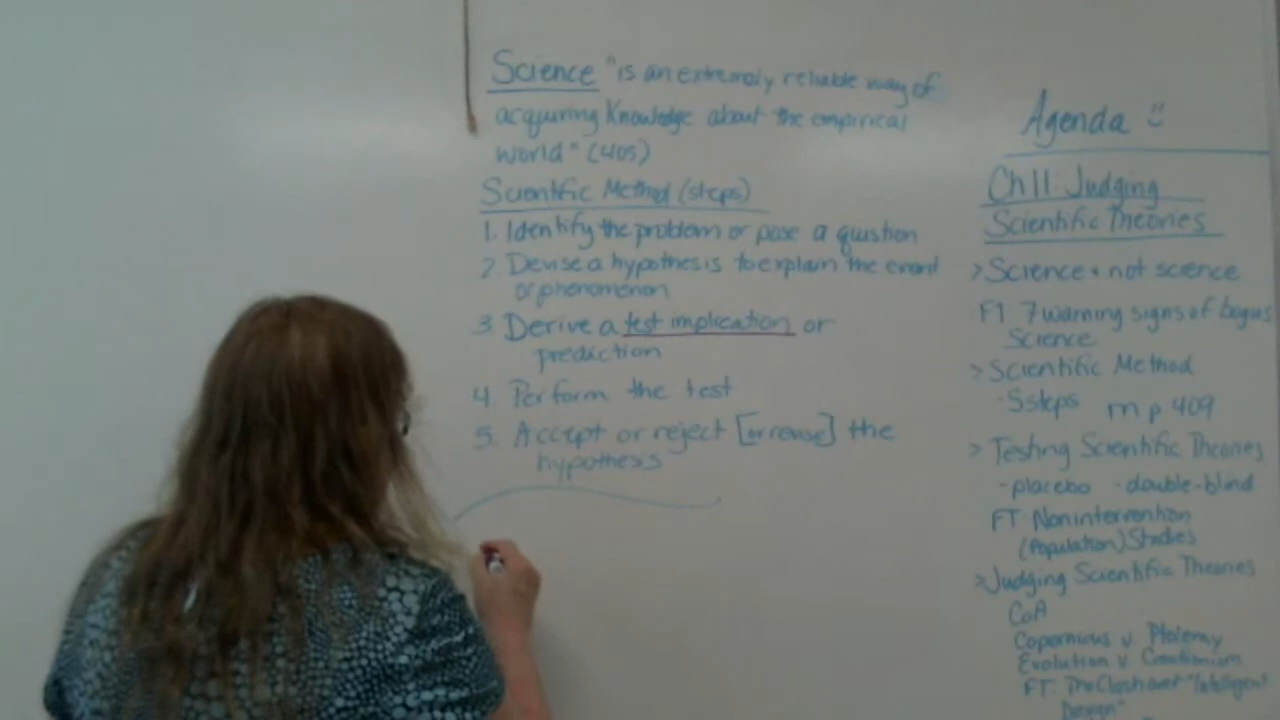 Science "is an extremely reliable way of
acquiring Knowledge about the empirical
world" (405)
Scientific Method (steps)
1. Identify the problem or pose a question
2 Devise a hypothesis to explain the event
or phenomenon
3 Derive a test implication or
prediction
4. Perform the test
5. Accept or reject [or revise] the
hypothesis
Agenda
Ch 11: Judging
Scientific Theories
> Science • not science
FT 7 warning signs of bogus
Science
> Scientific Method
- 5 steps m p 409
> Testing Scientific Theories
- placebo - double-blind
FT Nonintervention
(Population) Studies
> Judging Scientific Theories
CoA
Copernicus v Ptolemy
Evolution v Creationism
FT The Clash over "Intelligent
Design"